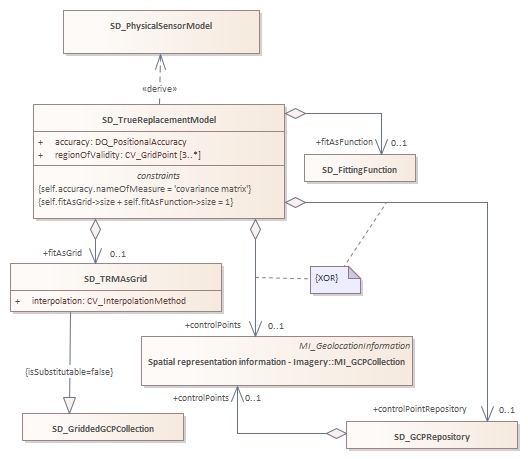 SD_PhysicalSensorModel
«derive»
SD_TrueReplacementModel
+ accuracy: DQ_PositionalAccuracy
+ regionOfValidity: CV_GridPoint [3..*]
constraints
{self.accuracy.nameOfMeasure = 'covariance matrix'}
{self.fitAsGrid->size + self.fitAsFunction->size = 1}
+fitAsFunction 0..1
SD_FittingFunction
+fitAsGrid 0..1
SD_TRMAsGrid
+ interpolation: CV_InterpolationMethod
{XOR}
+controlPoints 0..1
MI_GeolocationInformation
Spatial representation information - Imagery::MI_GCPCollection
{isSubstitutable=false}
+controlPoints 0..1
+controlPointRepository 0..1
SD_GriddedGCPCollection
SD_GCPRepository